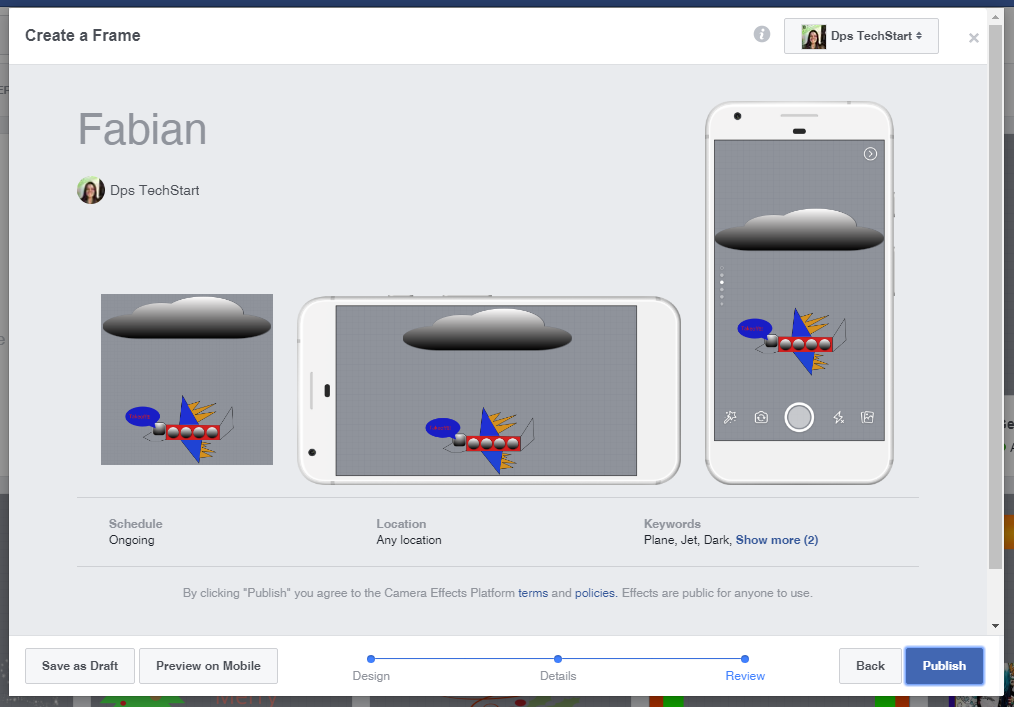 Create a Frame
Dps TechStart
Fabian
Dps TechStart
Schedule
Ongoing
Location
Any location
Keywords
Plane, Jet, Dark, Show more (2)
By clicking "Publish" you agree to the Camera Effects Platform terms and policies. Effects are public for anyone to use.
Save as Draft
Preview on Mobile
Design
Details
Review
Back
Publish
Merry